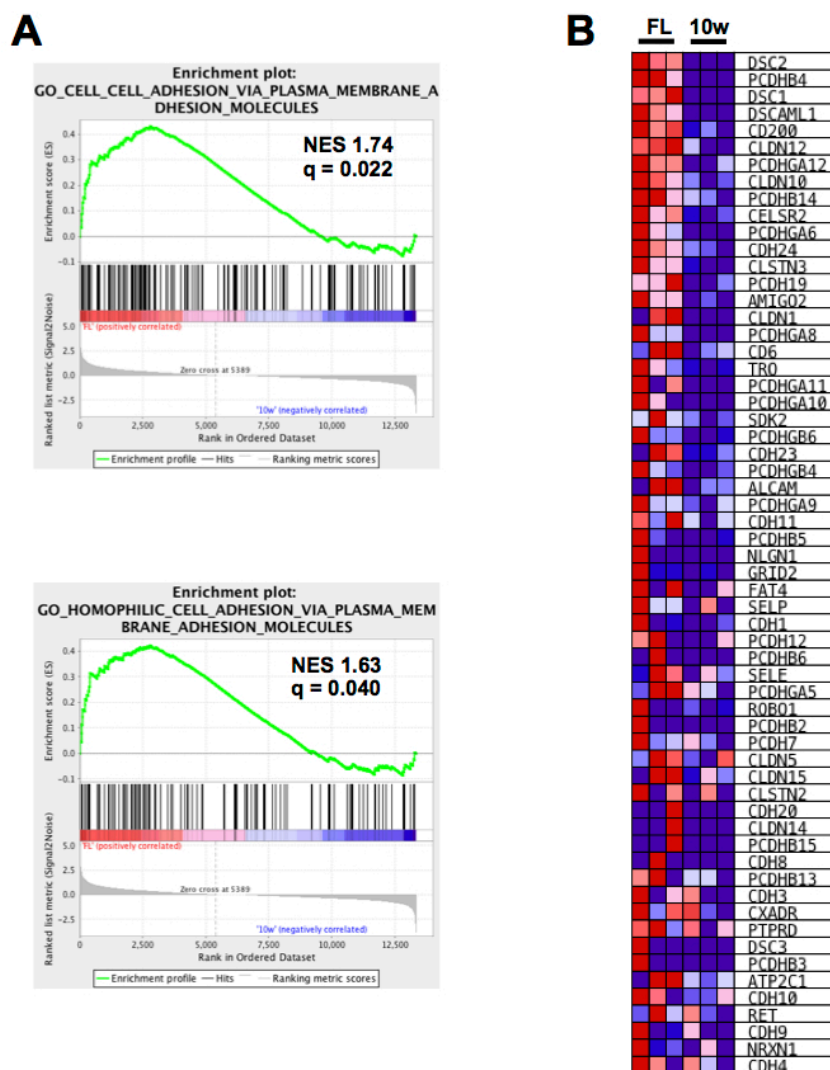 A
Enrichment plot:
GO_CELL_CELL_ADHESION_VIA_PLASMA_MEMBRANE_A
DHESION_MOLECULES
NES 1.74
q = 0.022
Enrichment score (ES)
0.4
0.3
0.2
0.1
0.0
-0.1
Ranked list metric (Signal2Noise)
5.0
2.5
0.0
-2.5
'FL' (positively correlated)
Zero cross at 5389
'10w' (negatively correlated)
0 2,500 5,000 7,500 10,000 12,500
Rank in Ordered Dataset
Enrichment profile Hits Ranking metric scores
Enrichment plot:
GO_HOMOPHILIC_CELL_ADHESION_VIA_PLASMA_MEM
BRANE_ADHESION_MOLECULES
NES 1.63
q = 0.040
Enrichment score (ES)
0.4
0.3
0.2
0.1
0.0
-0.1
Ranked list metric (Signal2Noise)
5.0
2.5
0.0
-2.5
'FL' (positively correlated)
Zero cross at 5389
'10w' (negatively correlated)
0 2,500 5,000 7,500 10,000 12,500
Rank in Ordered Dataset
Enrichment profile Hits Ranking metric scores
B
FL 10w
DSC2
PCDHB4
DSC1
DSCAML1
CD200
CLDN12
PCDHGA12
CLDN10
PCDHB14
CELSR2
PCDHGA6
CDH24
CLSTN3
PCDH19
AMIGO2
CLDN1
PCDHGA8
CD6
TRO
PCDHGA11
PCDHGA10
SDK2
PCDHGB6
CDH23
PCDHGB4
ALCAM
PCDHGA9
CDH11
PCDHB5
NLGN1
GRID2
FAT4
SELP
CDH1
PCDH12
PCDHB6
SELE
PCDHGA5
ROBO1
PCDHB2
PCDH7
CLDN5
CLDN15
CLSTN2
CDH20
CLDN14
PCDHB15
CDH8
PCDHB13
CDH3
CXADR
PTPRD
DSC3
PCDHB3
ATP2C1
CDH10
RET
CDH9
NRXN1
CDH4